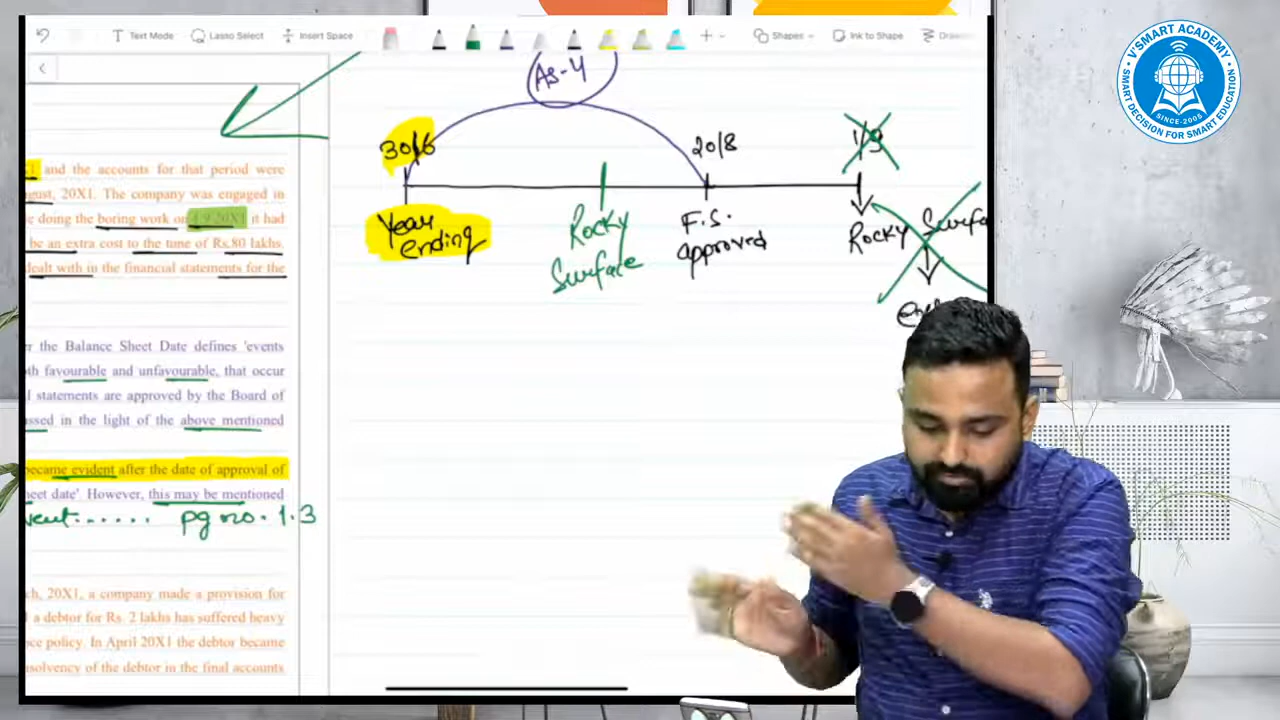 Text Mode
Lasso Select
Insert Space
Shapes
Ink to Shape
V'SMART ACADEMY
SMART DECISION FOR SMART EDUCATION
SINCE-2005
As-4
30/6
20/8
1/9
Year ending
Rocky Surface
F.S. approved
Rocky Surfa
and the accounts for that period were
gust, 20X1. The company was engaged in
e doing the boring work on 4.9.20X1 it had
be an extra cost to the tune of Rs.80 lakhs.
dealt with in the financial statements for the
r the Balance Sheet Date defines 'events
th favourable and unfavourable, that occur
l statements are approved by the Board of
ssed in the light of the above mentioned
became evident after the date of approval of
heet date'. However, this may be mentioned
vent...... pg no. 1.3
ch, 20X1, a company made a provision for
a debtor for Rs. 2 lakhs has suffered heavy
ce policy. In April 20X1 the debtor became
nsolvency of the debtor in the final accounts